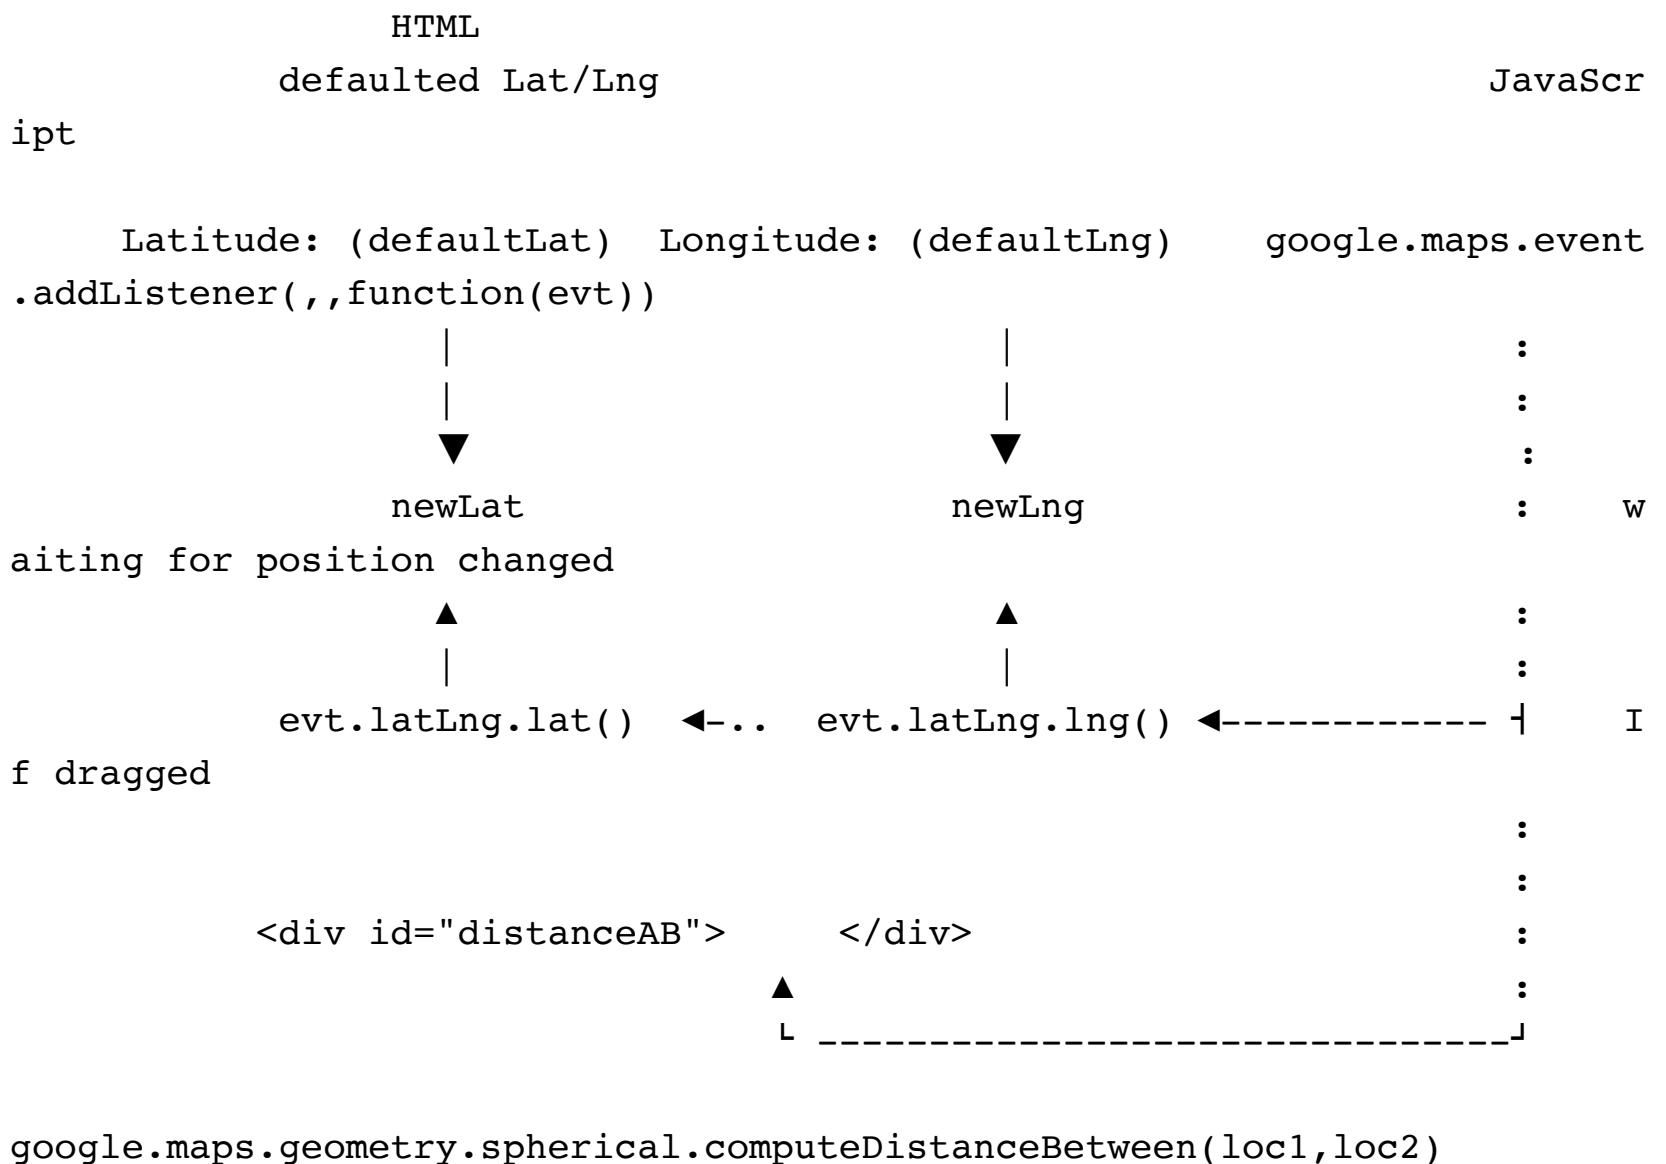 HTML
defaulted Lat/Lng JavaScr
ipt
Latitude: (defaultLat) Longitude: (defaultLng) google.maps.event
.addListener(,,function(evt))
| | :
| | :
▼ ▼ :
newLat newLng : w
aiting for position changed
▲ ▲ :
| | :
evt.latLng.lat() ◄-.. evt.latLng.lng() ◄------------ ┤ I
f dragged
:
:
<div id="distanceAB"> </div> :
▲ :
└ -------------------------------┘
google.maps.geometry.spherical.computeDistanceBetween(loc1,loc2)